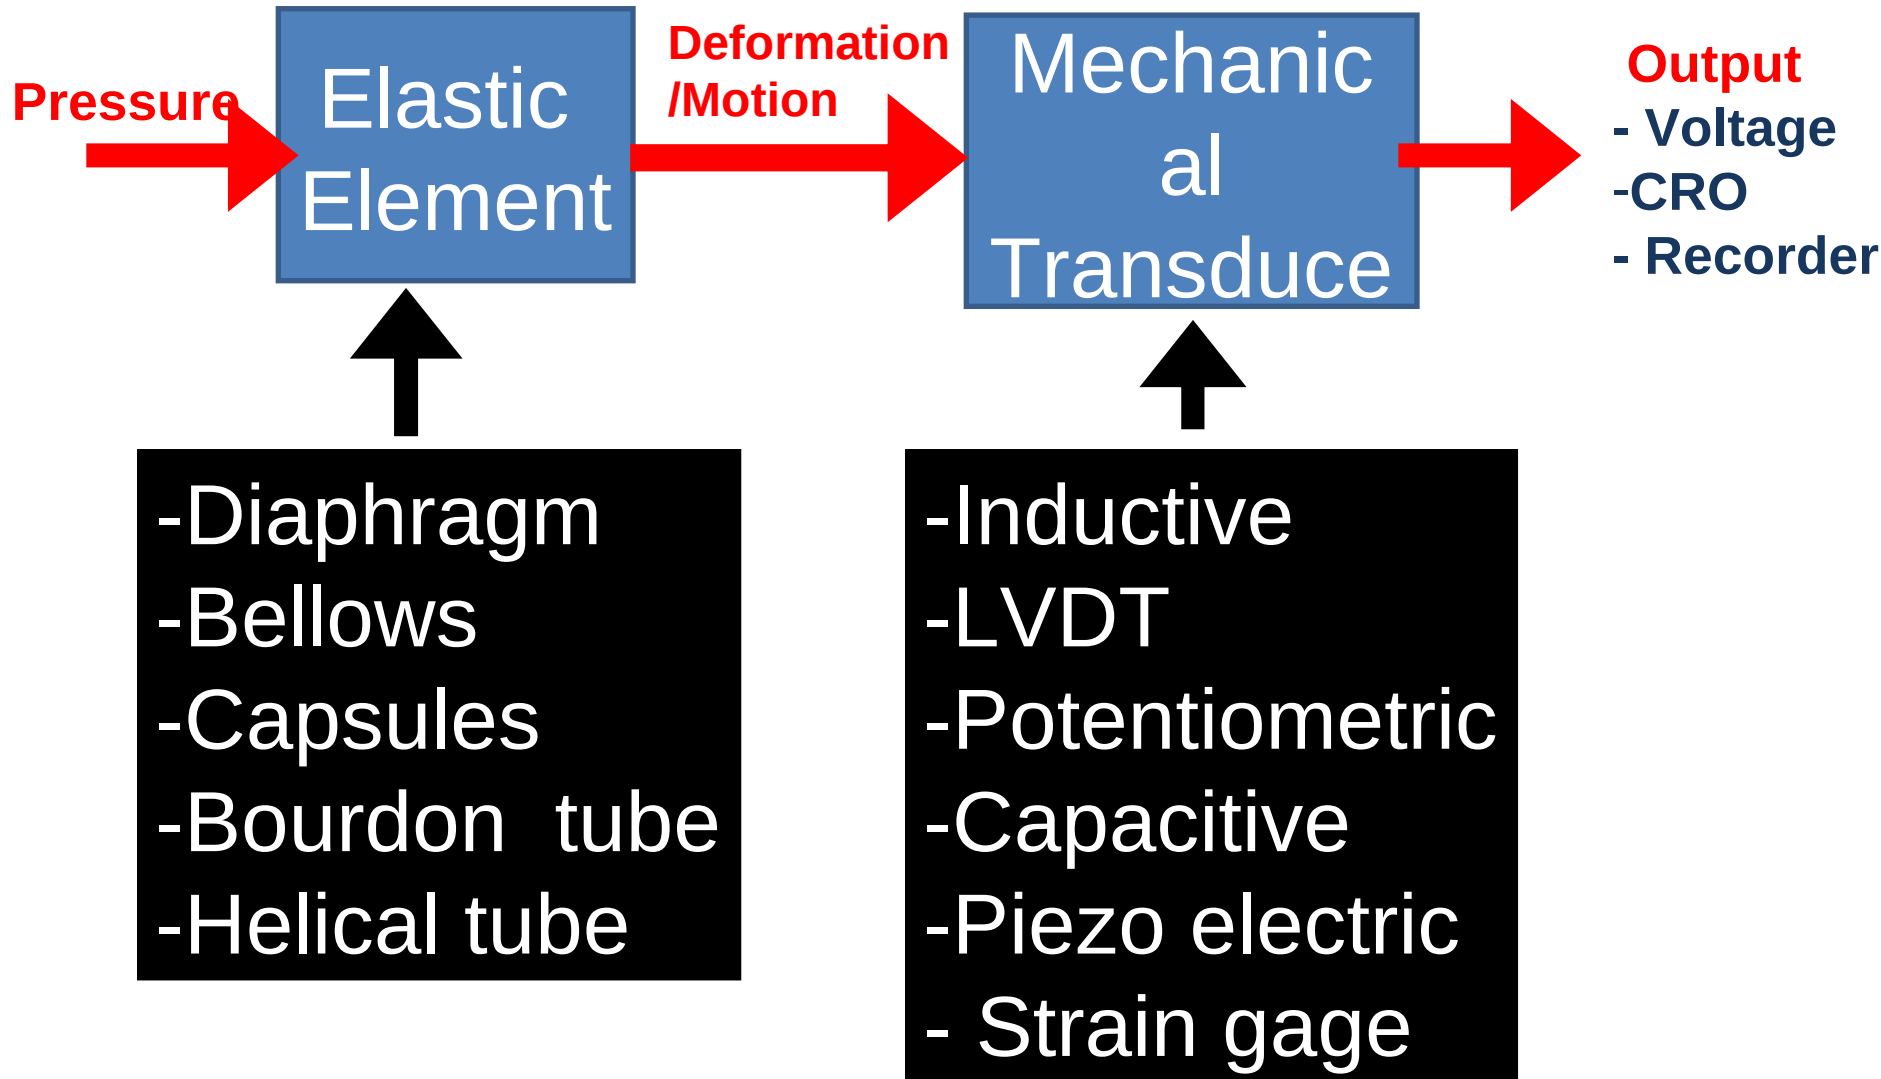 Pressure
Elastic
Element
Deformation
/Motion
Mechanic
al
Transduce
Output
- Voltage
-CRO
- Recorder
-Diaphragm
-Bellows
-Capsules
-Bourdon  tube
-Helical tube
-Inductive
-LVDT
-Potentiometric
-Capacitive
-Piezo electric
- Strain gage